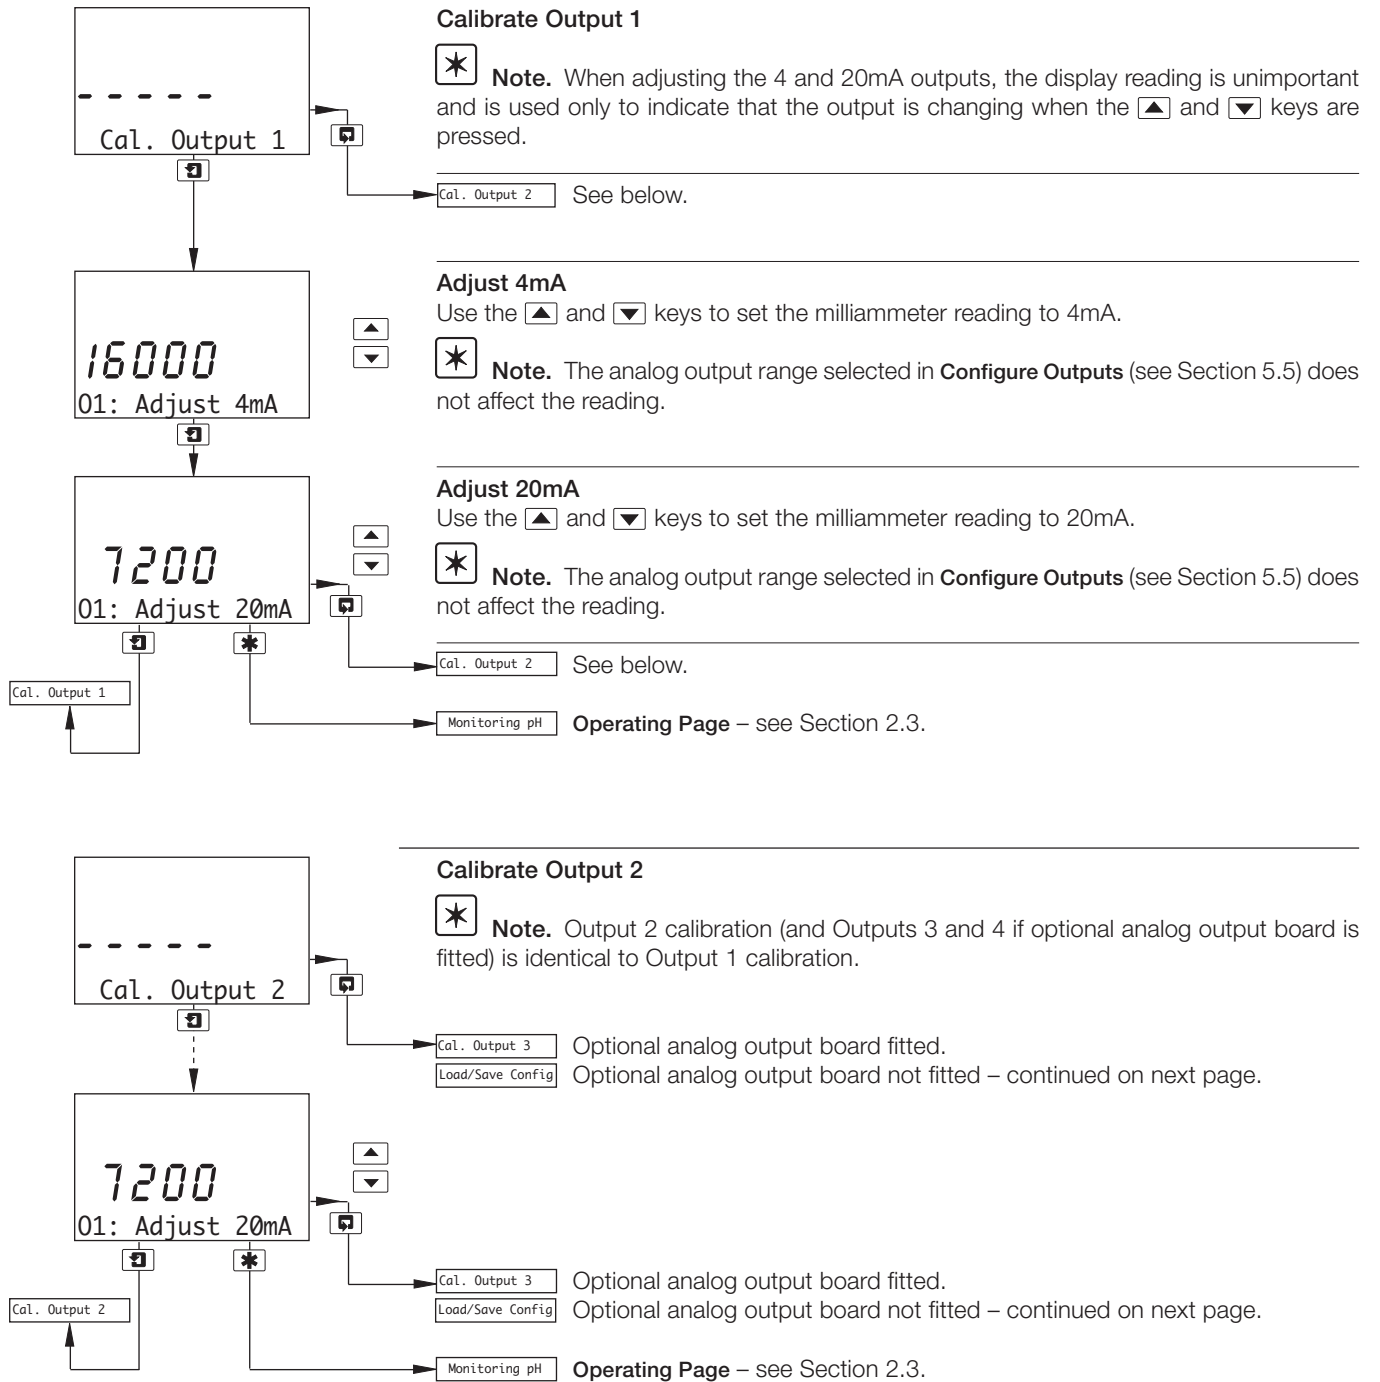 Calibrate Output 1
Note. When adjusting the 4 and 20mA outputs, the display reading is unimportant
and is used only to indicate that the output is changing when the ▲ and ▼ keys are
pressed.
- - - - -
Cal. Output 1
Cal. Output 2 See below.
Adjust 4mA
Use the ▲ and ▼ keys to set the milliammeter reading to 4mA.
Note. The analog output range selected in Configure Outputs (see Section 5.5) does
not affect the reading.
16000
O1: Adjust 4mA
Adjust 20mA
Use the ▲ and ▼ keys to set the milliammeter reading to 20mA.
Note. The analog output range selected in Configure Outputs (see Section 5.5) does
not affect the reading.
7200
O1: Adjust 20mA
Cal. Output 2 See below.
Cal. Output 1
Monitoring pH Operating Page – see Section 2.3.
Calibrate Output 2
Note. Output 2 calibration (and Outputs 3 and 4 if optional analog output board is
fitted) is identical to Output 1 calibration.
- - - - -
Cal. Output 2
Cal. Output 3 Optional analog output board fitted.
Load/Save Config Optional analog output board not fitted – continued on next page.
7200
O1: Adjust 20mA
Cal. Output 3 Optional analog output board fitted.
Load/Save Config Optional analog output board not fitted – continued on next page.
Cal. Output 2
Monitoring pH Operating Page – see Section 2.3.